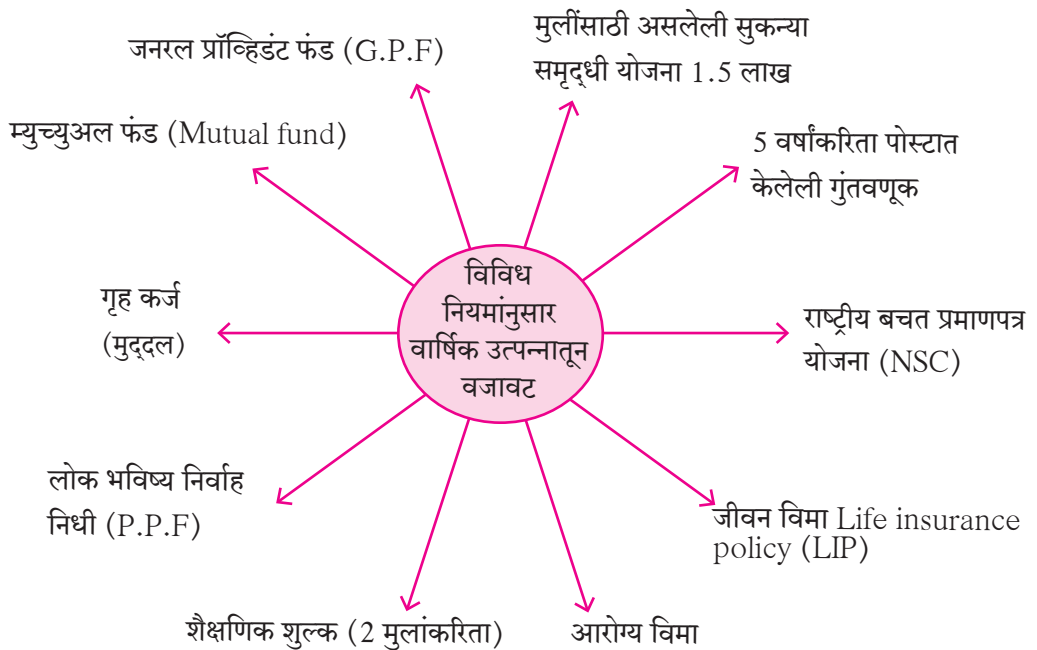 जनरल प्रॉव्हिडंट फंड (G.P.F)
मुलींसाठी असलेली सुकन्या
समृद्‌धी योजना 1.5 लाख
म्युच्युअल फंड (Mutual fund)
5 वर्षांकरिता पोस्टात
केलेली गुंतवणूक
विविध
नियमांनुसार
वार्षिक उत्पन्नातून
वजावट
गृह कर्ज
(मुद्‌दल)
राष्ट्रीय बचत प्रमाणपत्र
योजना (NSC)
लोक भविष्य निर्वाह
निधी (P.P.F)
जीवन विमा Life insurance
policy (LIP)
शैक्षणिक शुल्क (2 मुलांकरिता)
आरोग्य विमा